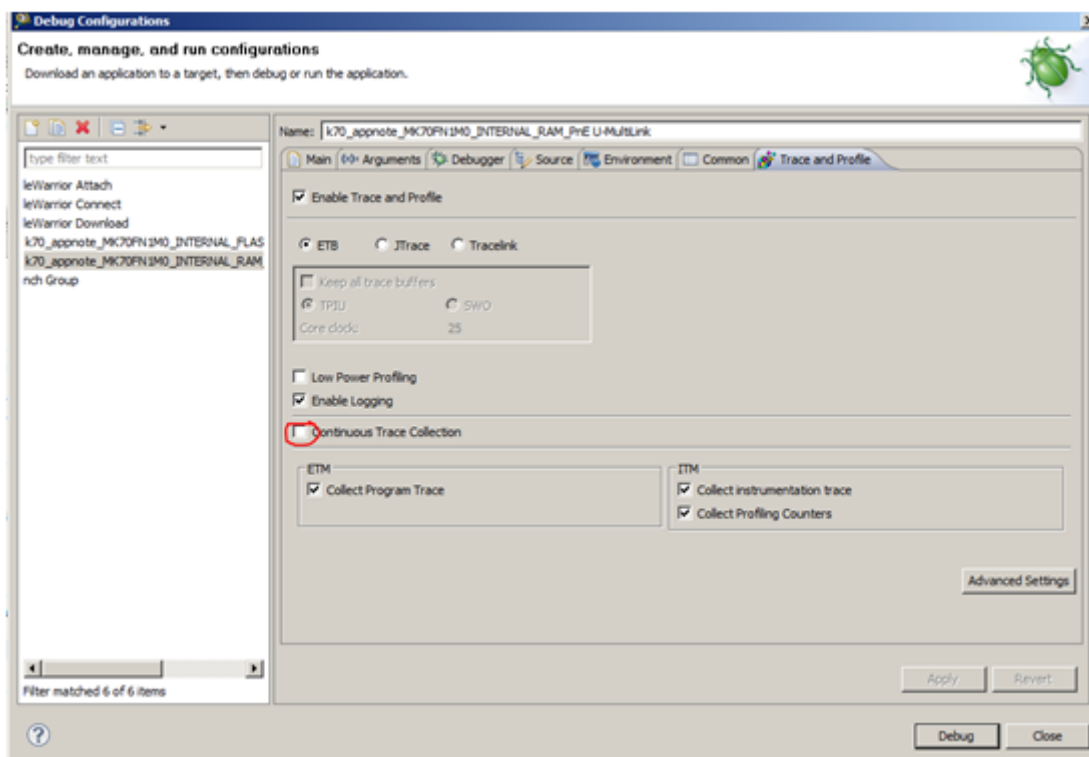 Debug Configurations
Create, manage, and run configurations
Download an application to a target, then debug or run the application.
type filter text
leWarrior Attach
leWarrior Connect
leWarrior Download
k70_appnote_MK70FN1M0_INTERNAL_FLAS
k70_appnote_MK70FN1M0_INTERNAL_RAM_
nch Group
Filter matched 6 of 6 items
Name: k70_appnote_MK70FN1M0_INTERNAL_RAM_PnE U-MultiLink
Main Arguments Debugger Source Environment Common Trace and Profile
Enable Trace and Profile
ETB JTrace Tracelink
Keep all trace buffers
TPIU SWO
Core clock: 25
Low Power Profiling
Enable Logging
Continuous Trace Collection
ETM
Collect Program Trace
ITM
Collect instrumentation trace
Collect Profiling Counters
Advanced Settings
Apply Revert
? Debug Close